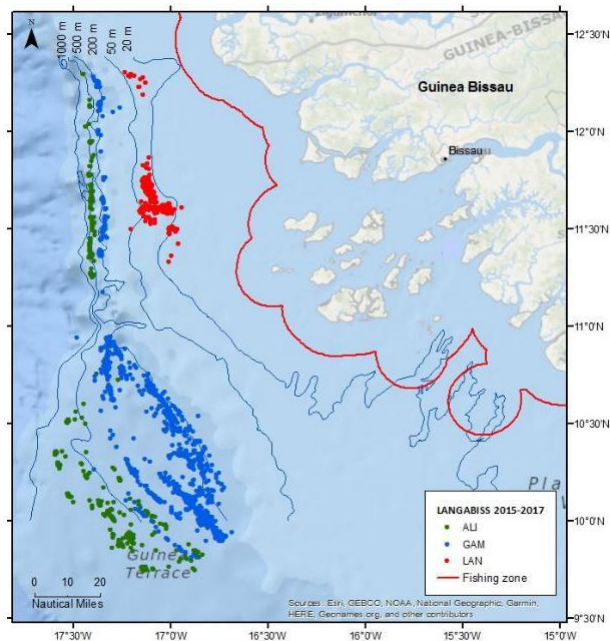 N
1000 m
500 m
200 m
50 m
20 m
GUINEA-BISSAU
Guinea Bissau
Bissau
12°30'N
12°0'N
11°30'N
11°0'N
10°30'N
10°0'N
9°30'N
Guinea
Terrace
LANGABISS 2015-2017
ALI
GAM
LAN
Fishing zone
0 10 20
Nautical Miles
Sources: Esri, GEBCO, NOAA, National Geographic, Garmin,
HERE, Geonames.org, and other contributors
17°30'W 17°0'W 16°30'W 16°0'W 15°30'W 15°0'W